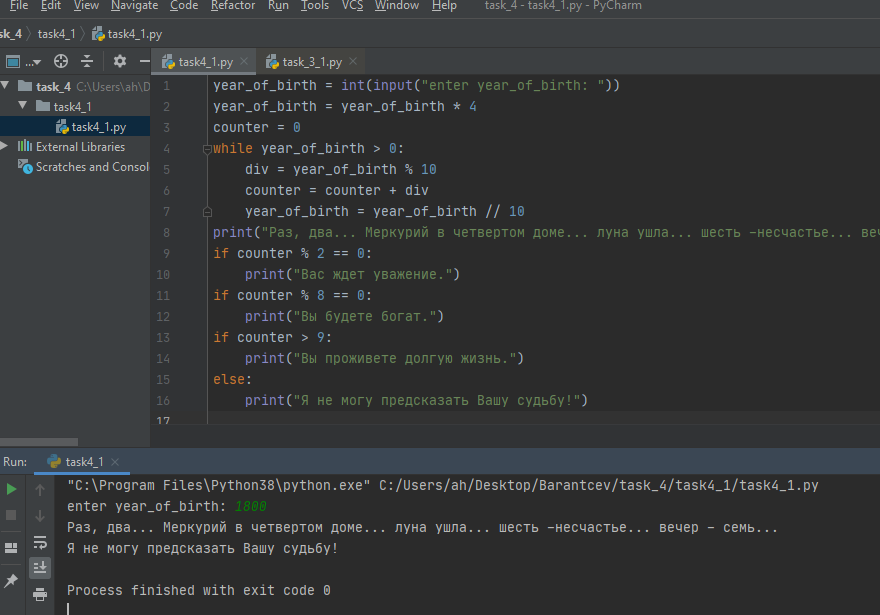 File Edit View Navigate Code Refactor Run Tools VCS Window Help task_4 - task4_1.py - PyCharm
sk_4 task4_1 task4_1.py
... task4_1.py task_3_1.py
task_4 C:\Users\ah\D
task4_1
task4_1.py
External Libraries
Scratches and Consol
1 year_of_birth = int(input("enter year_of_birth: "))
2 year_of_birth = year_of_birth * 4
3 counter = 0
4 while year_of_birth > 0:
5 div = year_of_birth % 10
6 counter = counter + div
7 year_of_birth = year_of_birth // 10
8 print("Раз, два... Меркурий в четвертом доме... луна ушла... шесть –несчастье... веч
9 if counter % 2 == 0:
10 print("Вас ждет уважение.")
11 if counter % 8 == 0:
12 print("Вы будете богат.")
13 if counter > 9:
14 print("Вы проживете долгую жизнь.")
15 else:
16 print("Я не могу предсказать Вашу судьбу!")
17
Run: task4_1
"C:\Program Files\Python38\python.exe" C:/Users/ah/Desktop/Barantcev/task_4/task4_1/task4_1.py
enter year_of_birth: 1800
Раз, два... Меркурий в четвертом доме... луна ушла... шесть –несчастье... вечер – семь...
Я не могу предсказать Вашу судьбу!
Process finished with exit code 0